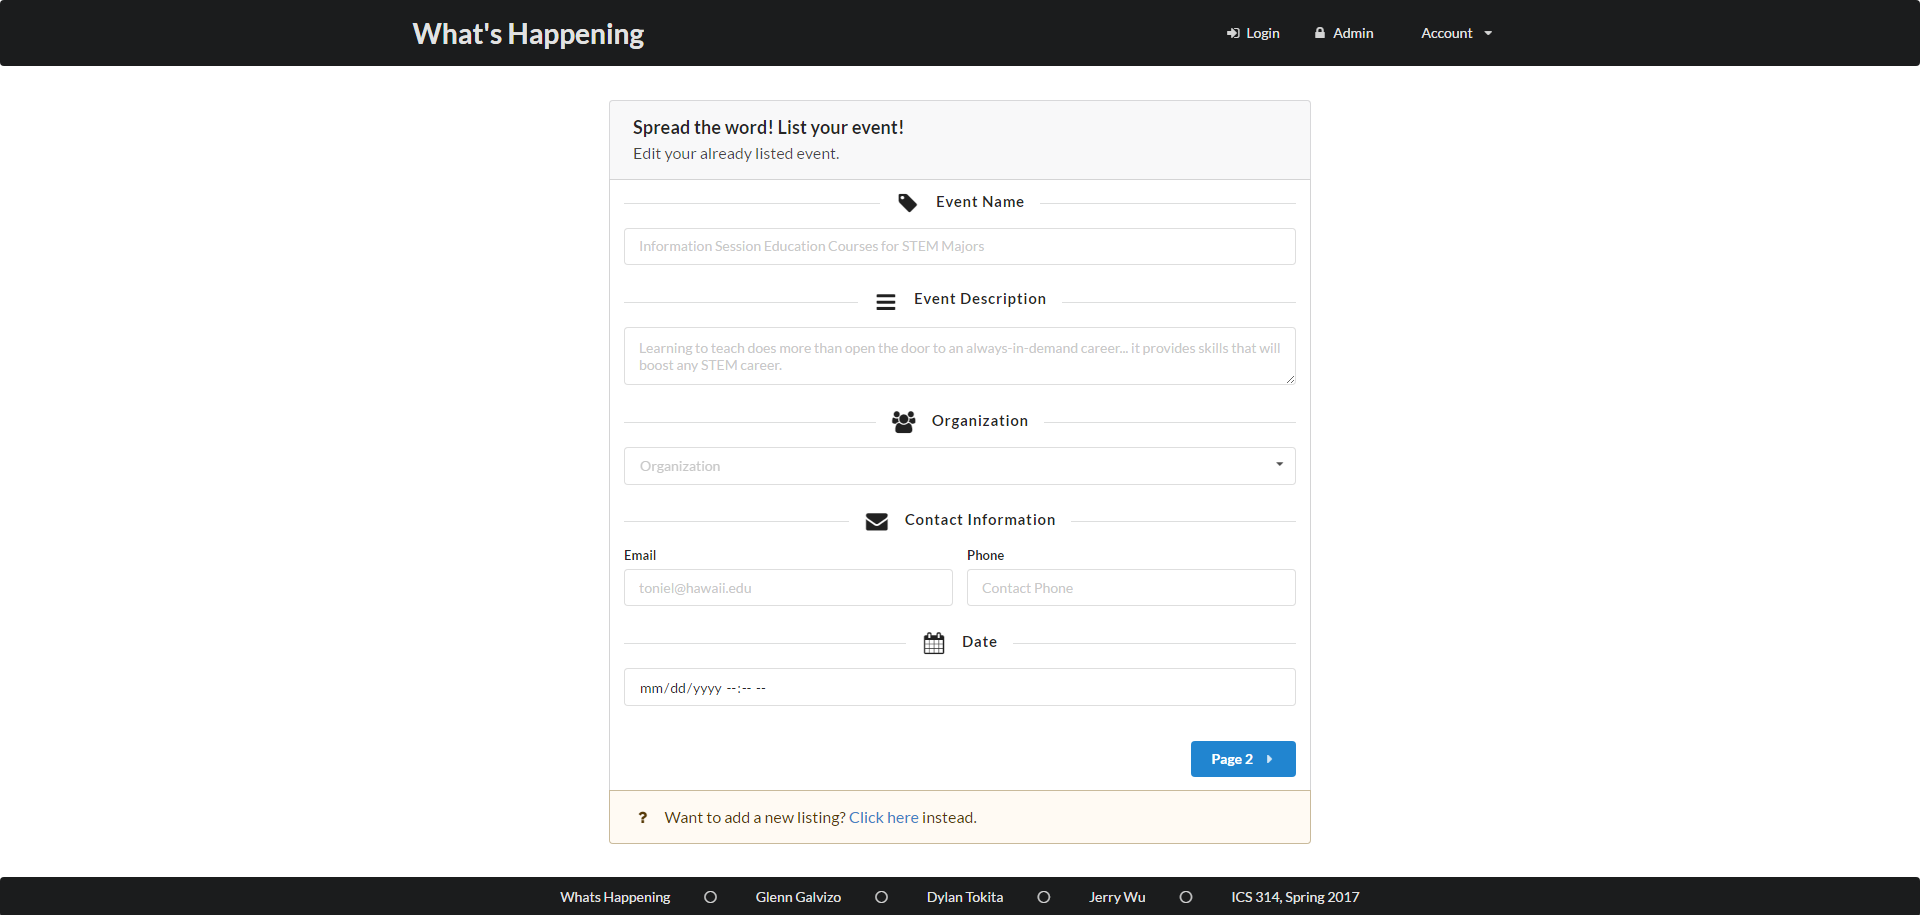 What's Happening
Login Admin Account
Spread the word! List your event!
Edit your already listed event.
Event Name
Information Session Education Courses for STEM Majors
Event Description
Learning to teach does more than open the door to an always-in-demand career... it provides skills that will
boost any STEM career.
Organization
Organization
Contact Information
Email Phone
toniel@hawaii.edu Contact Phone
Date
mm/dd/yyyy --:-- --
Page 2
? Want to add a new listing? Click here instead.
Whats Happening Glenn Galvizo Dylan Tokita Jerry Wu ICS 314, Spring 2017